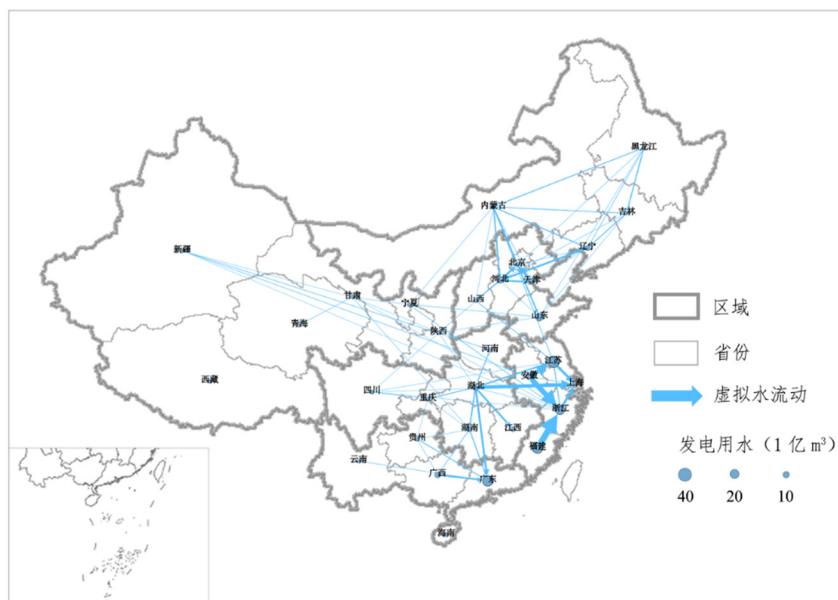 黑龙江
内蒙古
吉林
辽宁
新疆
北京
河北
天津
甘肃
宁夏
山西
山东
青海
陕西
河南
江苏
西藏
安徽
上海
四川
重庆
湖北
浙江
贵州
湖南
江西
福建
云南
广西
广东
海南
区域
省份
虚拟水流动
发电用水（1 亿 m³）
40 20 10